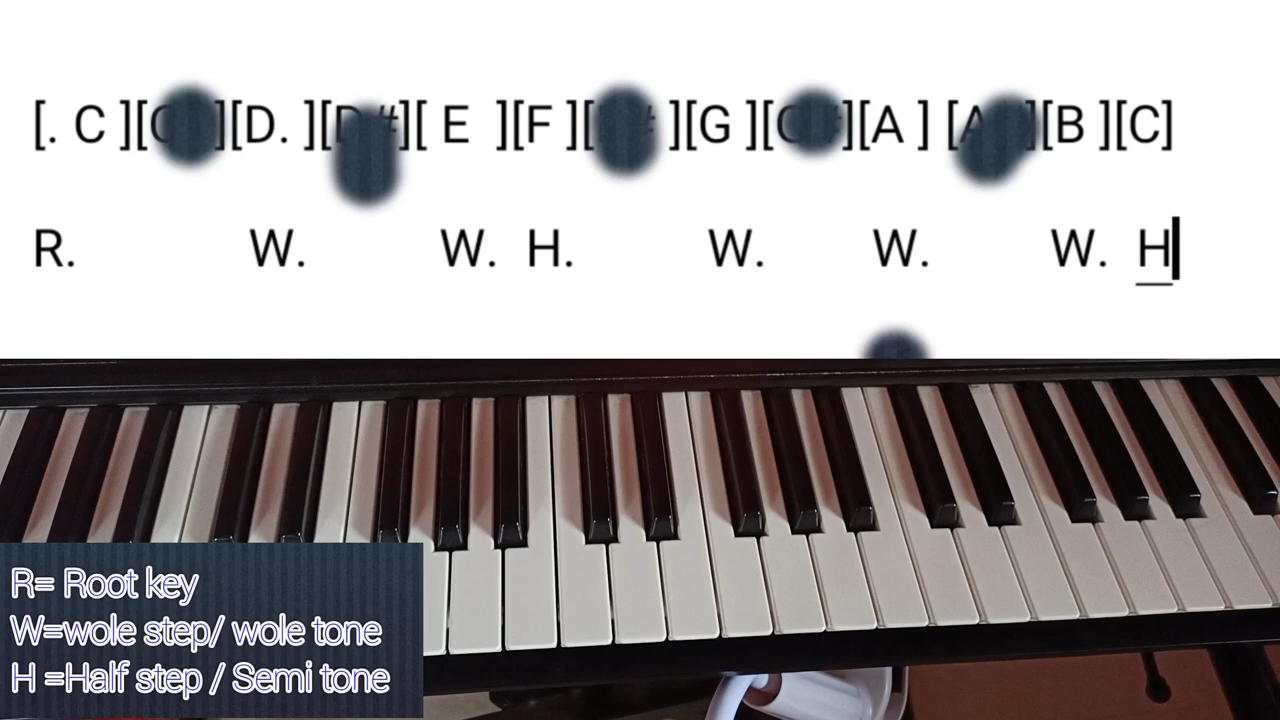 [. C ][ ][D. ][D#][ E ][F ][ # ][G ][ #][A ] [A ][B ][C]
R. W. W. H. W. W. W. H
R= Root key
W=wole step/ wole tone
H =Half step / Semi tone